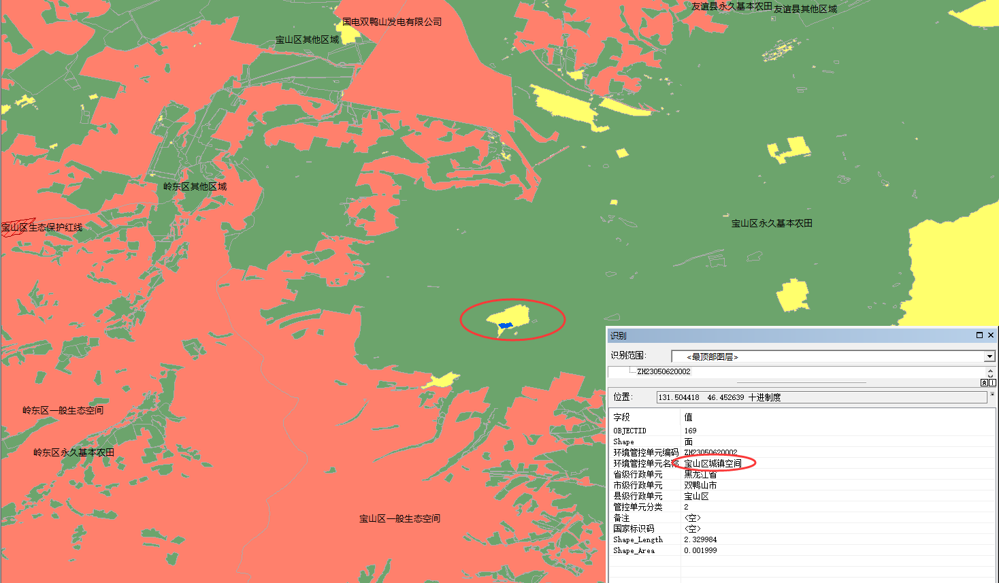 友谊县永久基本农田
友谊县其他区域
国电双鸭山发电有限公司
宝山区其他区域
岭东区其他区域
宝山区生态保护红线
宝山区永久基本农田
岭东区一般生态空间
岭东区永久基本农田
宝山区一般生态空间
识别
识别范围: <最顶部图层>
ZH23050620002
位置: 131.504418 46.452639 十进制度
字段 值
OBJECTID 169
Shape 面
环境管控单元编码 ZH23050620002
环境管控单元名称 宝山区城镇空间
省级行政单元 黑龙江省
市级行政单元 双鸭山市
县级行政单元 宝山区
管控单元分类 2
备注 <空>
国家标识码 <空>
Shape_Length 2.329984
Shape_Area 0.001999